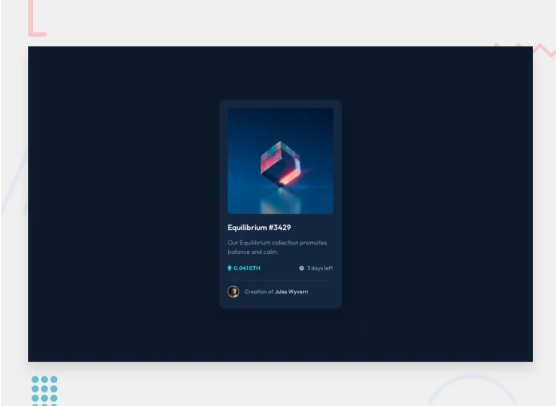 Equilibrium #3429
Our Equilibrium collection promotes
balance and calm.
0.041 ETH 3 days left
Creation of Jules Wyvern